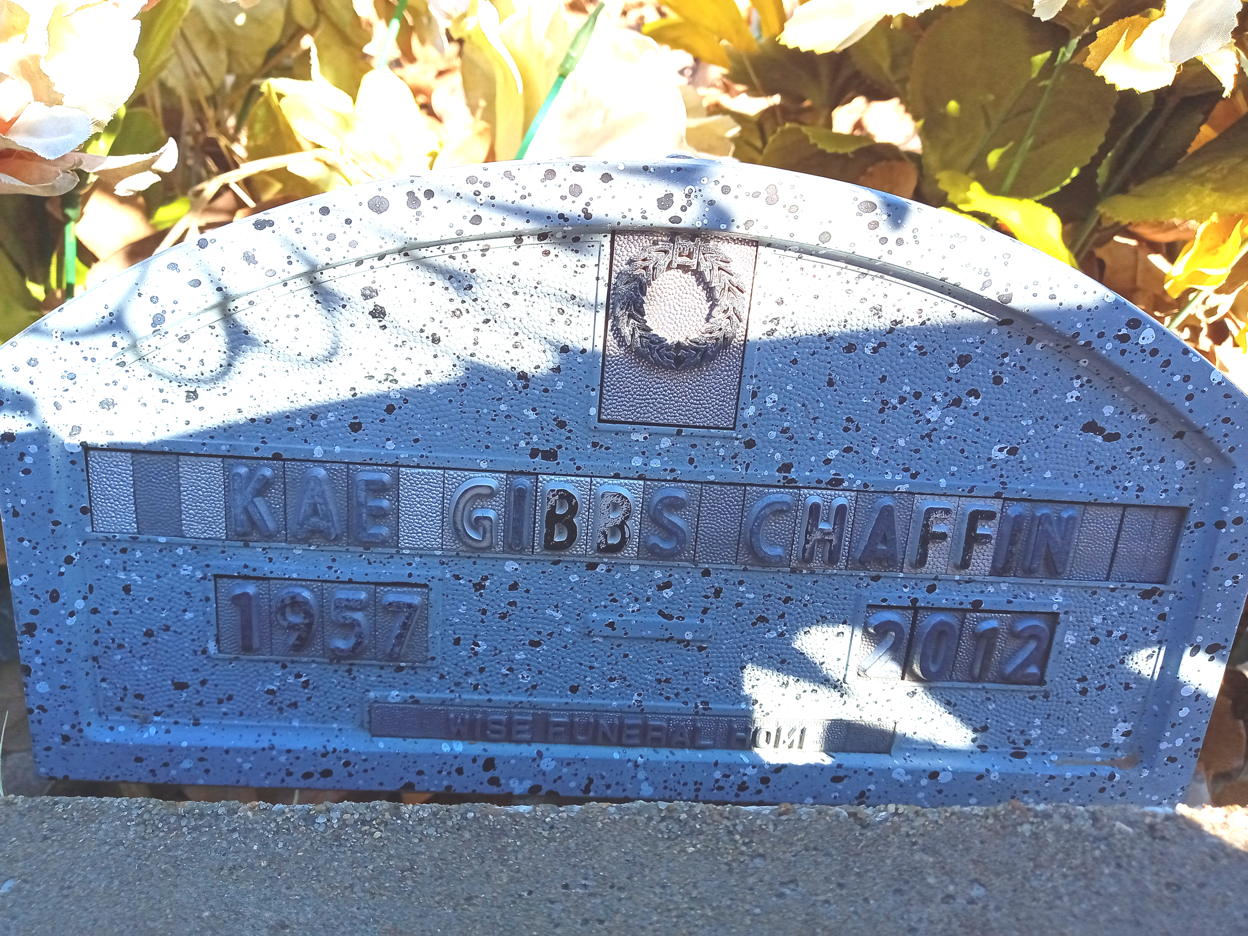 KAE GIBBS CHAFFIN
1957 2012
WISE FUNERAL HOME